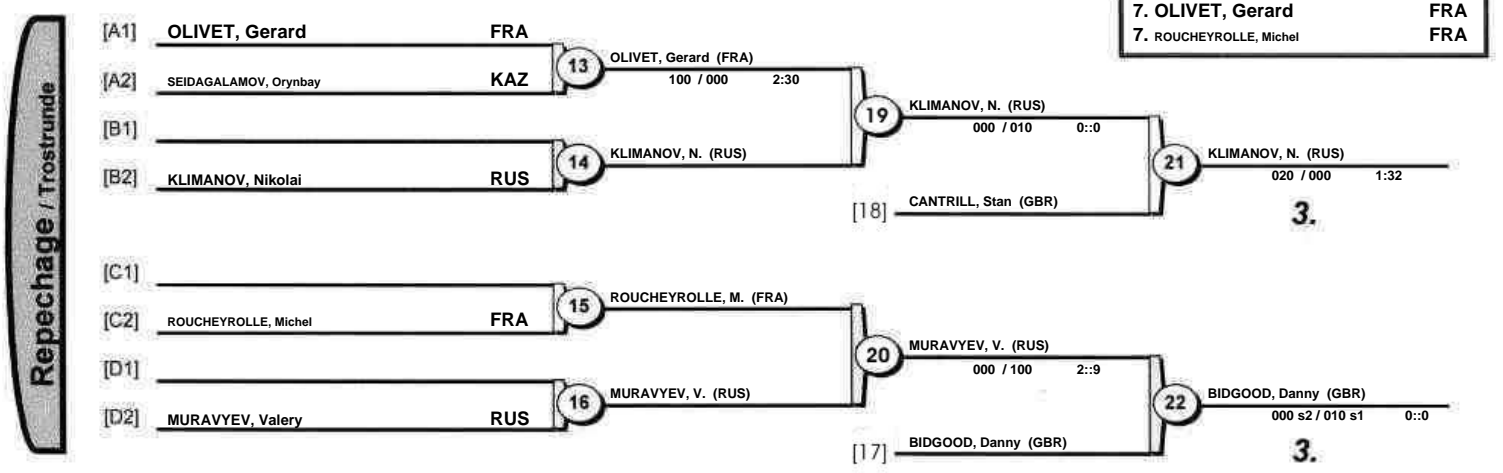 7. OLIVET, Gerard FRA
7. ROUCHEYROLLE, Michel FRA
Repechage / Trostrunde
[A1] OLIVET, Gerard FRA
13 OLIVET, Gerard (FRA)
100 / 000 2:30
[A2] SEIDAGALAMOV, Orynbay KAZ
19 KLIMANOV, N. (RUS)
000 / 010 0::0
[B1]
14 KLIMANOV, N. (RUS)
21 KLIMANOV, N. (RUS)
020 / 000 1:32
[B2] KLIMANOV, Nikolai RUS
[18] CANTRILL, Stan (GBR)
3.
[C1]
15 ROUCHEYROLLE, M. (FRA)
[C2] ROUCHEYROLLE, Michel FRA
20 MURAVYEV, V. (RUS)
000 / 100 2::9
[D1]
16 MURAVYEV, V. (RUS)
22 BIDGOOD, Danny (GBR)
000 s2 / 010 s1 0::0
[D2] MURAVYEV, Valery RUS
[17] BIDGOOD, Danny (GBR)
3.